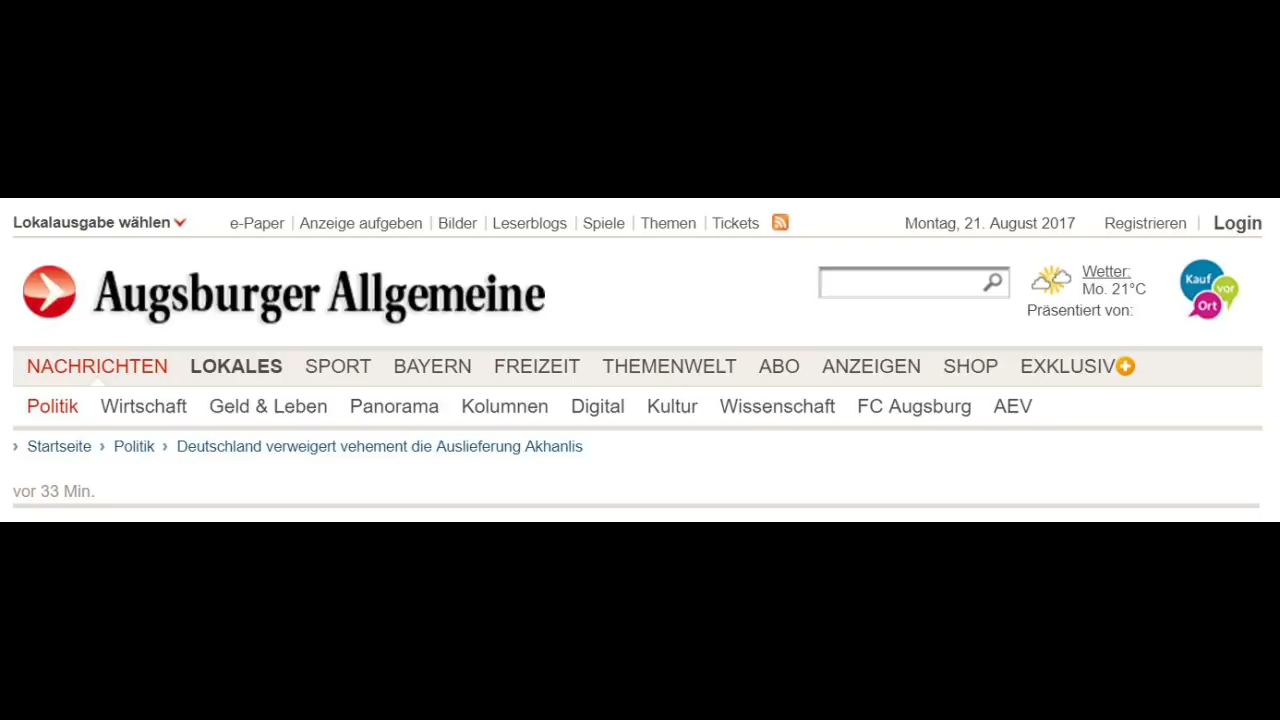 Lokalausgabe wählen e-Paper | Anzeige aufgeben | Bilder | Leserblogs | Spiele | Themen | Tickets Montag, 21. August 2017 Registrieren | Login
Augsburger Allgemeine
Wetter:
Mo. 21°C
Präsentiert von:
Kauf
vor
Ort
NACHRICHTEN LOKALES SPORT BAYERN FREIZEIT THEMENWELT ABO ANZEIGEN SHOP EXKLUSIV
Politik Wirtschaft Geld & Leben Panorama Kolumnen Digital Kultur Wissenschaft FC Augsburg AEV
› Startseite › Politik › Deutschland verweigert vehement die Auslieferung Akhanlis
vor 33 Min.